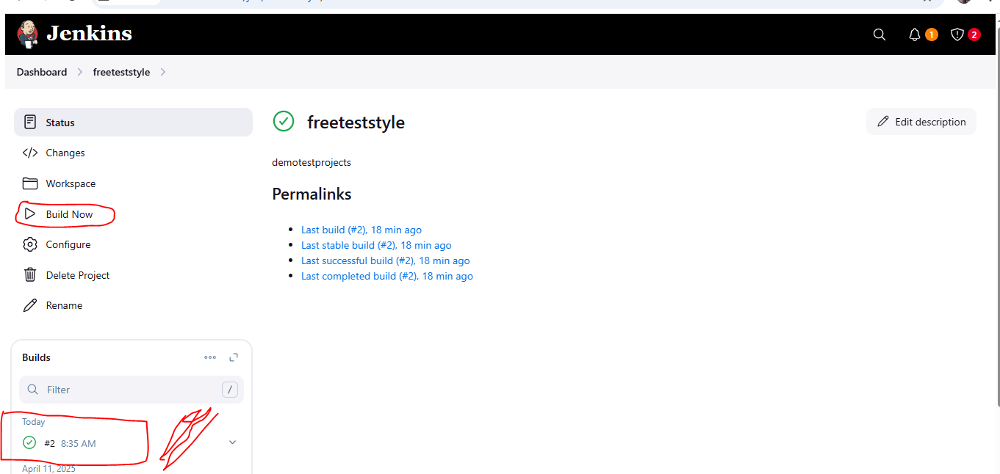 Jenkins
1
2
Dashboard
freeteststyle
Status
freeteststyle
Edit description
Changes
demotestprojects
Workspace
Permalinks
Build Now
Last build (#2), 18 min ago
Configure
Last stable build (#2), 18 min ago
Last successful build (#2), 18 min ago
Delete Project
Last completed build (#2), 18 min ago
Rename
Builds
Filter
/
Today
#2 8:35 AM
April 11, 2025